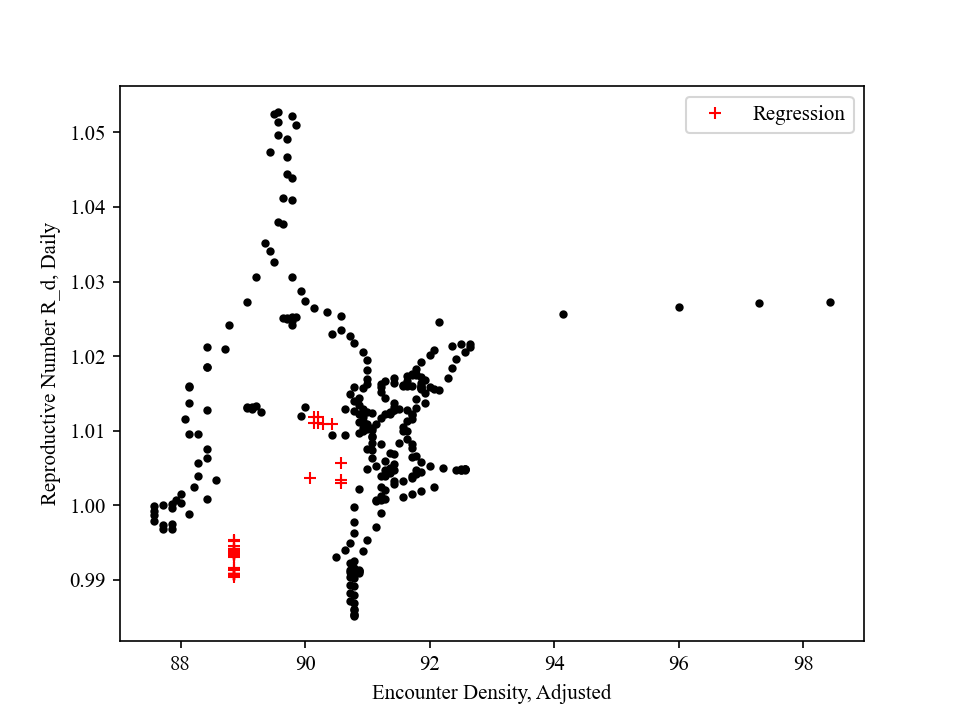 Regression
1.05
1.04
1.03
1.02
1.01
1.00
0.99
Reproductive Number R_d, Daily
88 90 92 94 96 98
Encounter Density, Adjusted